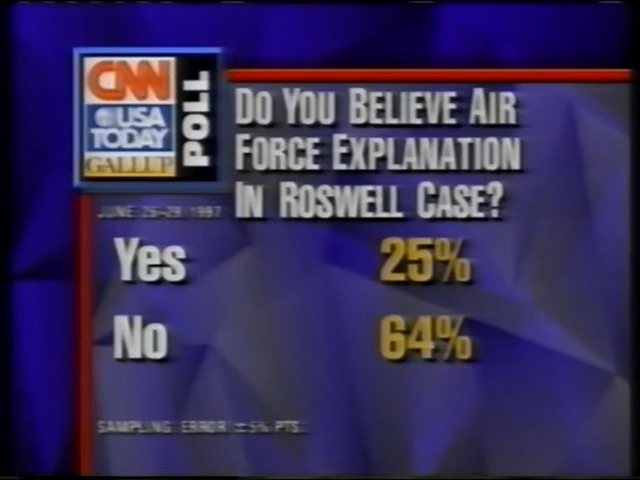 CNN
USA
TODAY
GALLUP
POLL
DO YOU BELIEVE AIR
FORCE EXPLANATION
IN ROSWELL CASE?
JUNE 26-29 1997
Yes 25%
No 64%
SAMPLING ERROR ±5% PTS